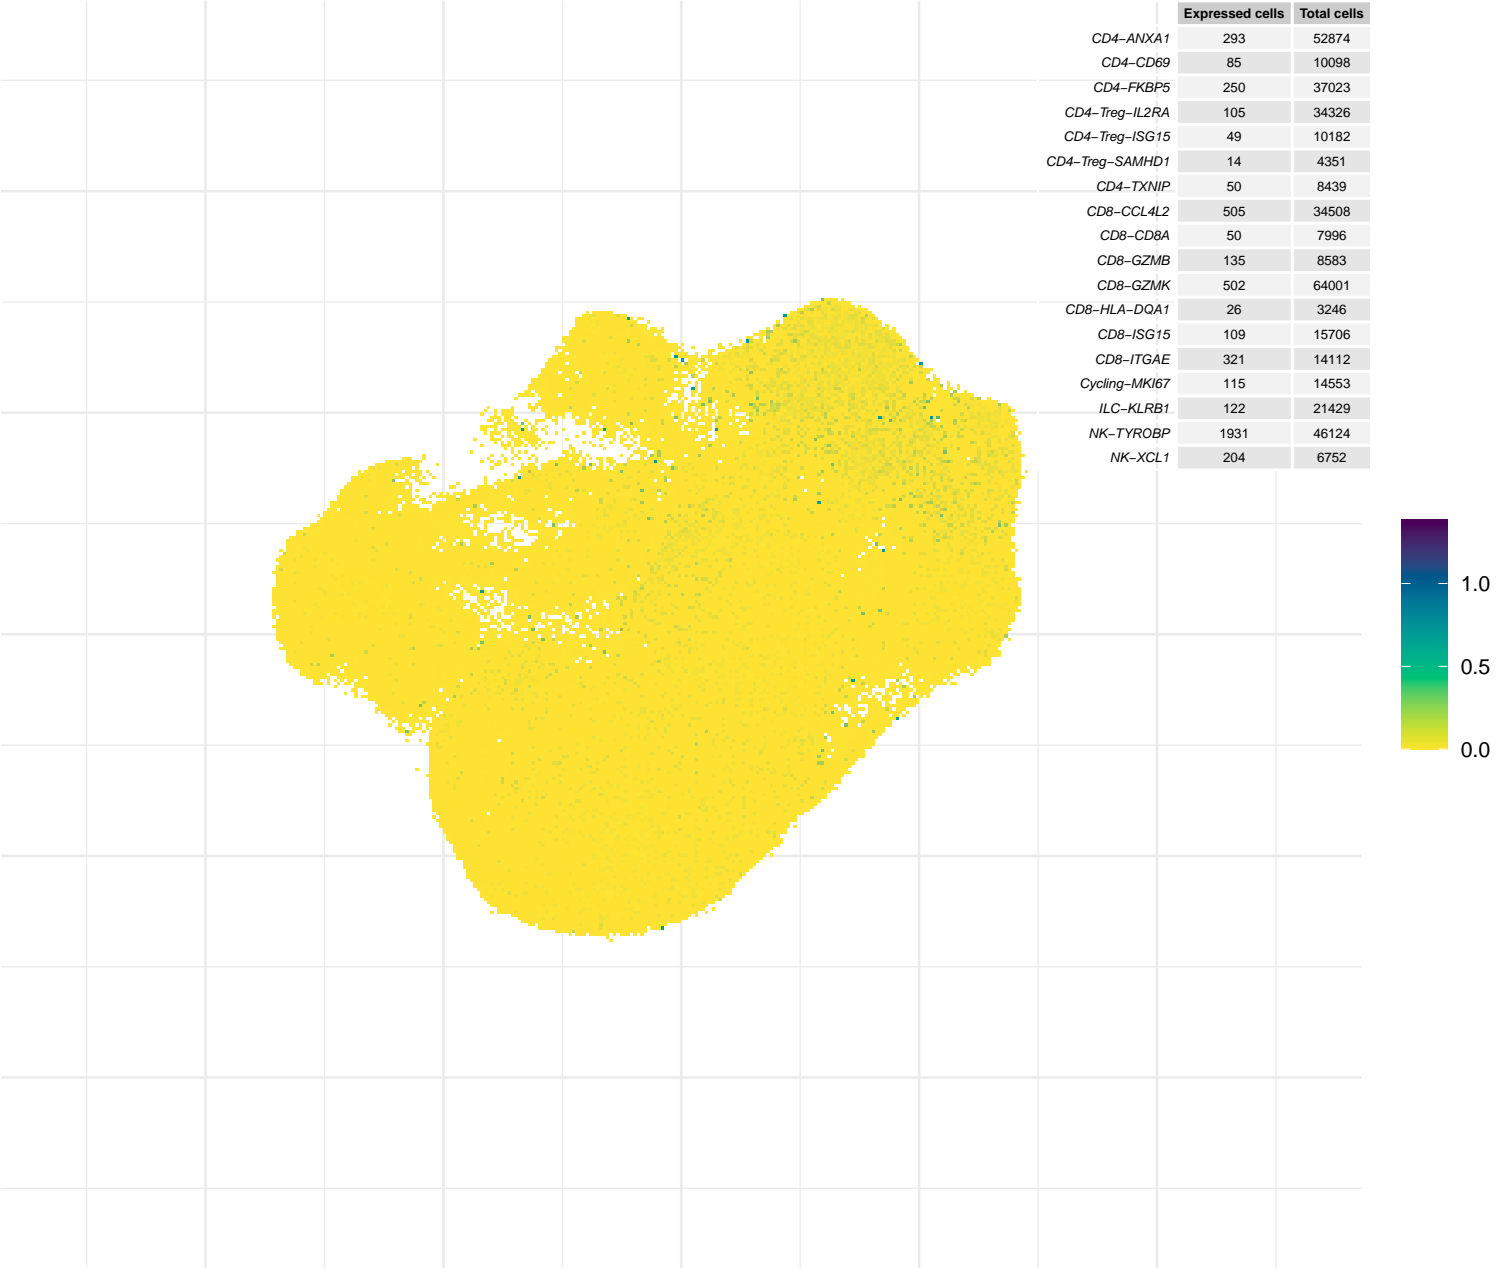 Expressed cells Total cells
CD4−ANXA1 293 52874
CD4−CD69 85 10098
CD4−FKBP5 250 37023
CD4−Treg−IL2RA 105 34326
CD4−Treg−ISG15 49 10182
CD4−Treg−SAMHD1 14 4351
CD4−TXNIP 50 8439
CD8−CCL4L2 505 34508
CD8−CD8A 50 7996
CD8−GZMB 135 8583
CD8−GZMK 502 64001
CD8−HLA−DQA1 26 3246
CD8−ISG15 109 15706
CD8−ITGAE 321 14112
Cycling−MKI67 115 14553
ILC−KLRB1 122 21429
NK−TYROBP 1931 46124
NK−XCL1 204 6752
1.0
0.5
0.0